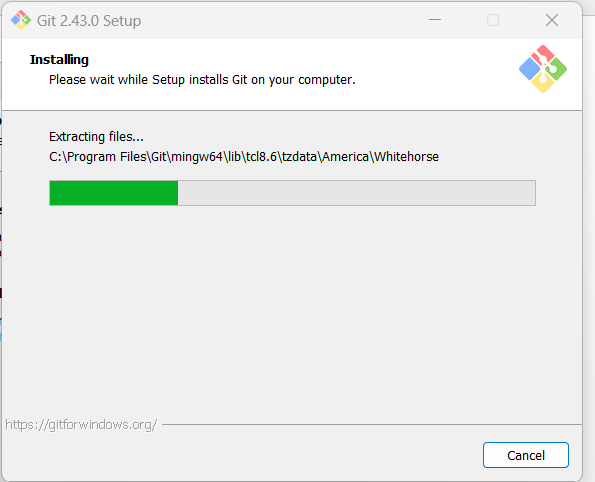 Git 2.43.0 Setup
Installing
Please wait while Setup installs Git on your computer.
Extracting files...
C:\Program Files\Git\mingw64\lib\tcl8.6\tzdata\America\Whitehorse
https://gitforwindows.org/
Cancel